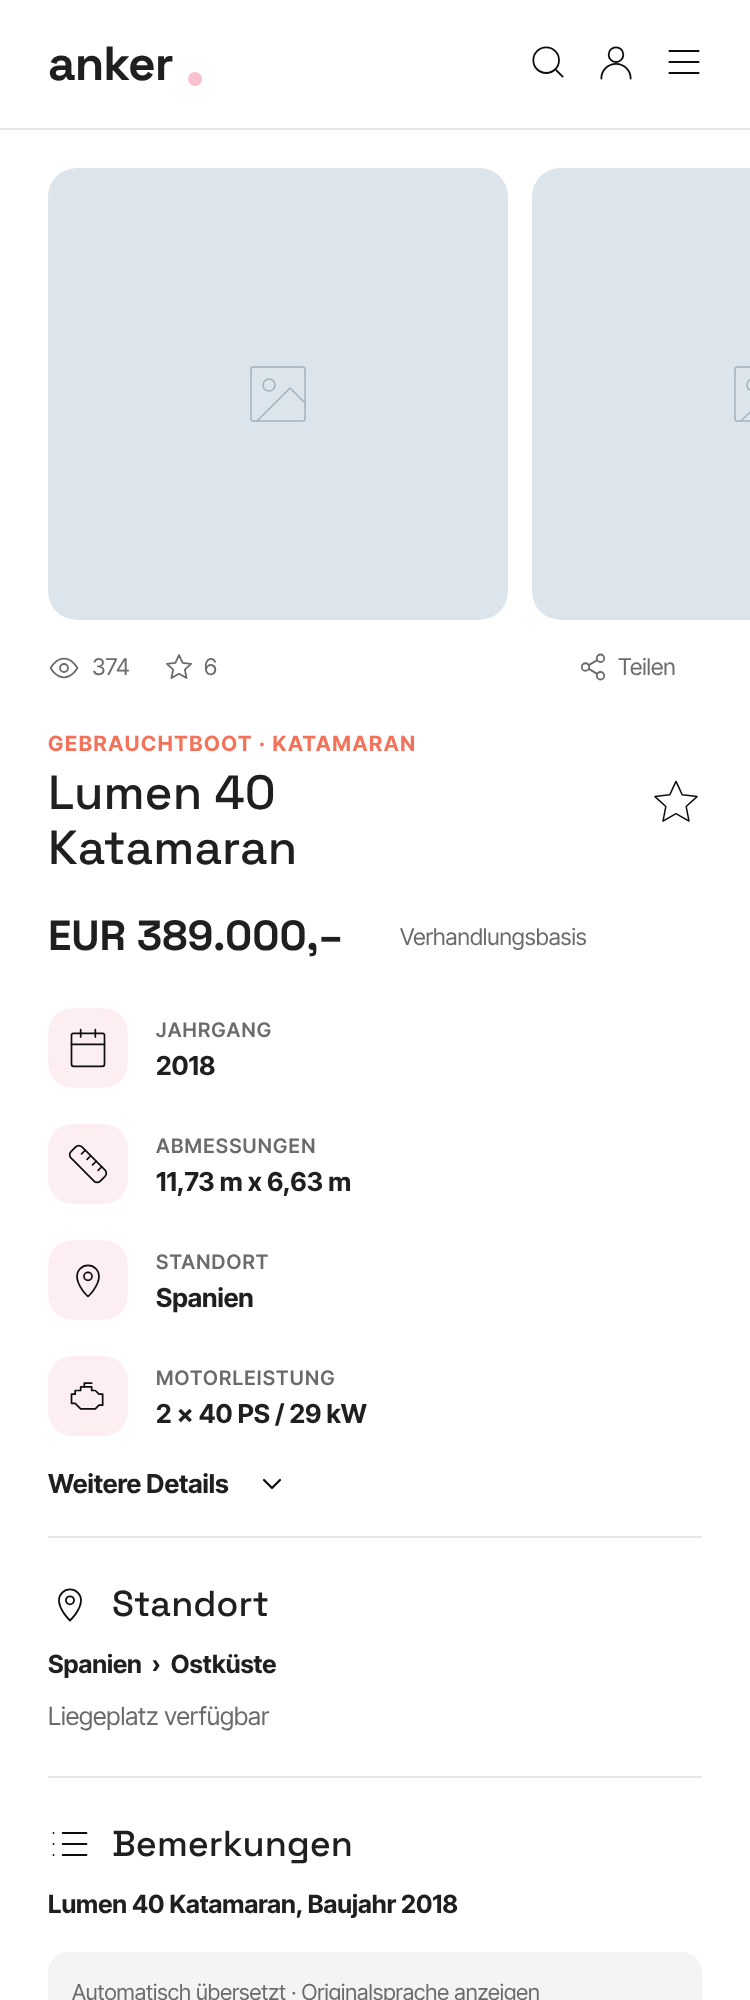 anker
374
6
Teilen
GEBRAUCHTBOOT · KATAMARAN
Lumen 40
Katamaran
EUR 389.000,–
Verhandlungsbasis
JAHRGANG
2018
ABMESSUNGEN
11,73 m x 6,63 m
STANDORT
Spanien
MOTORLEISTUNG
2 × 40 PS / 29 kW
Weitere Details
Standort
Spanien › Ostküste
Liegeplatz verfügbar
Bemerkungen
Lumen 40 Katamaran, Baujahr 2018
Automatisch übersetzt · Originalsprache anzeigen